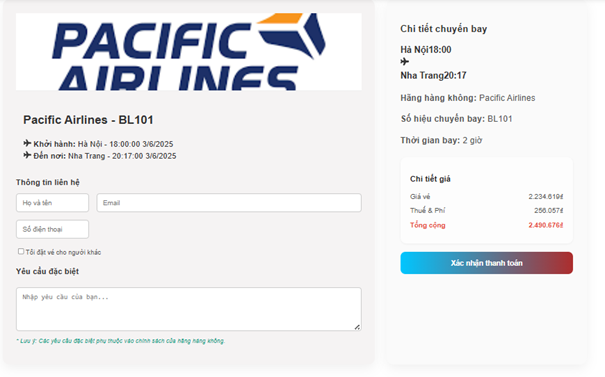 PACIFIC
AIRLINES
Pacific Airlines - BL101
Khởi hành: Hà Nội - 18:00:00 3/6/2025
Đến nơi: Nha Trang - 20:17:00 3/6/2025
Thông tin liên hệ
Họ và tên
Email
Số điện thoại
Tôi đặt vé cho người khác
Yêu cầu đặc biệt
Nhập yêu cầu của bạn...
* Lưu ý: Các yêu cầu đặc biệt phụ thuộc vào chính sách của hãng hàng không.
Chi tiết chuyến bay
Hà Nội18:00
Nha Trang20:17
Hãng hàng không: Pacific Airlines
Số hiệu chuyến bay: BL101
Thời gian bay: 2 giờ
Chi tiết giá
Giá vé 2.234.619₫
Thuế & Phí 256.057₫
Tổng cộng 2.490.676₫
Xác nhận thanh toán